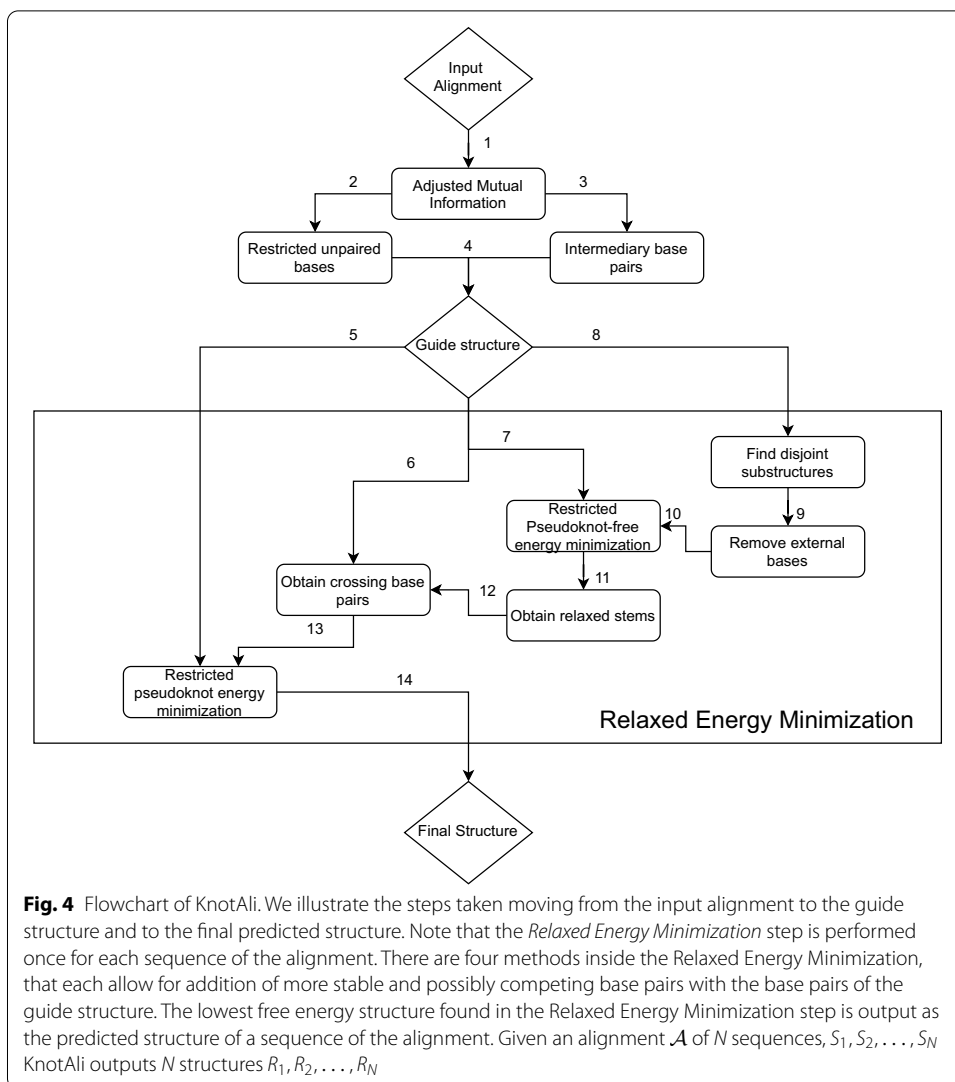 Input
Alignment
1
2
Adjusted Mutual
Information
3
Restricted unpaired
bases
4
Intermediary base
pairs
5
Guide structure
8
7
6
Find disjoint
substructures
Restricted
Pseudoknot-free
energy minimization
10
9
Remove external
bases
11
Obtain crossing base
pairs
12
Obtain relaxed stems
13
Restricted
pseudoknot energy
minimization
14
Relaxed Energy Minimization
Final Structure
Fig. 4 Flowchart of KnotAli. We illustrate the steps taken moving from the input alignment to the guide
structure and to the final predicted structure. Note that the Relaxed Energy Minimization step is performed
once for each sequence of the alignment. There are four methods inside the Relaxed Energy Minimization,
that each allow for addition of more stable and possibly competing base pairs with the base pairs of the
guide structure. The lowest free energy structure found in the Relaxed Energy Minimization step is output as
the predicted structure of a sequence of the alignment. Given an alignment 𝒜 of N sequences, S₁, S₂, . . . , S_N
KnotAli outputs N structures R₁, R₂, . . . , R_N